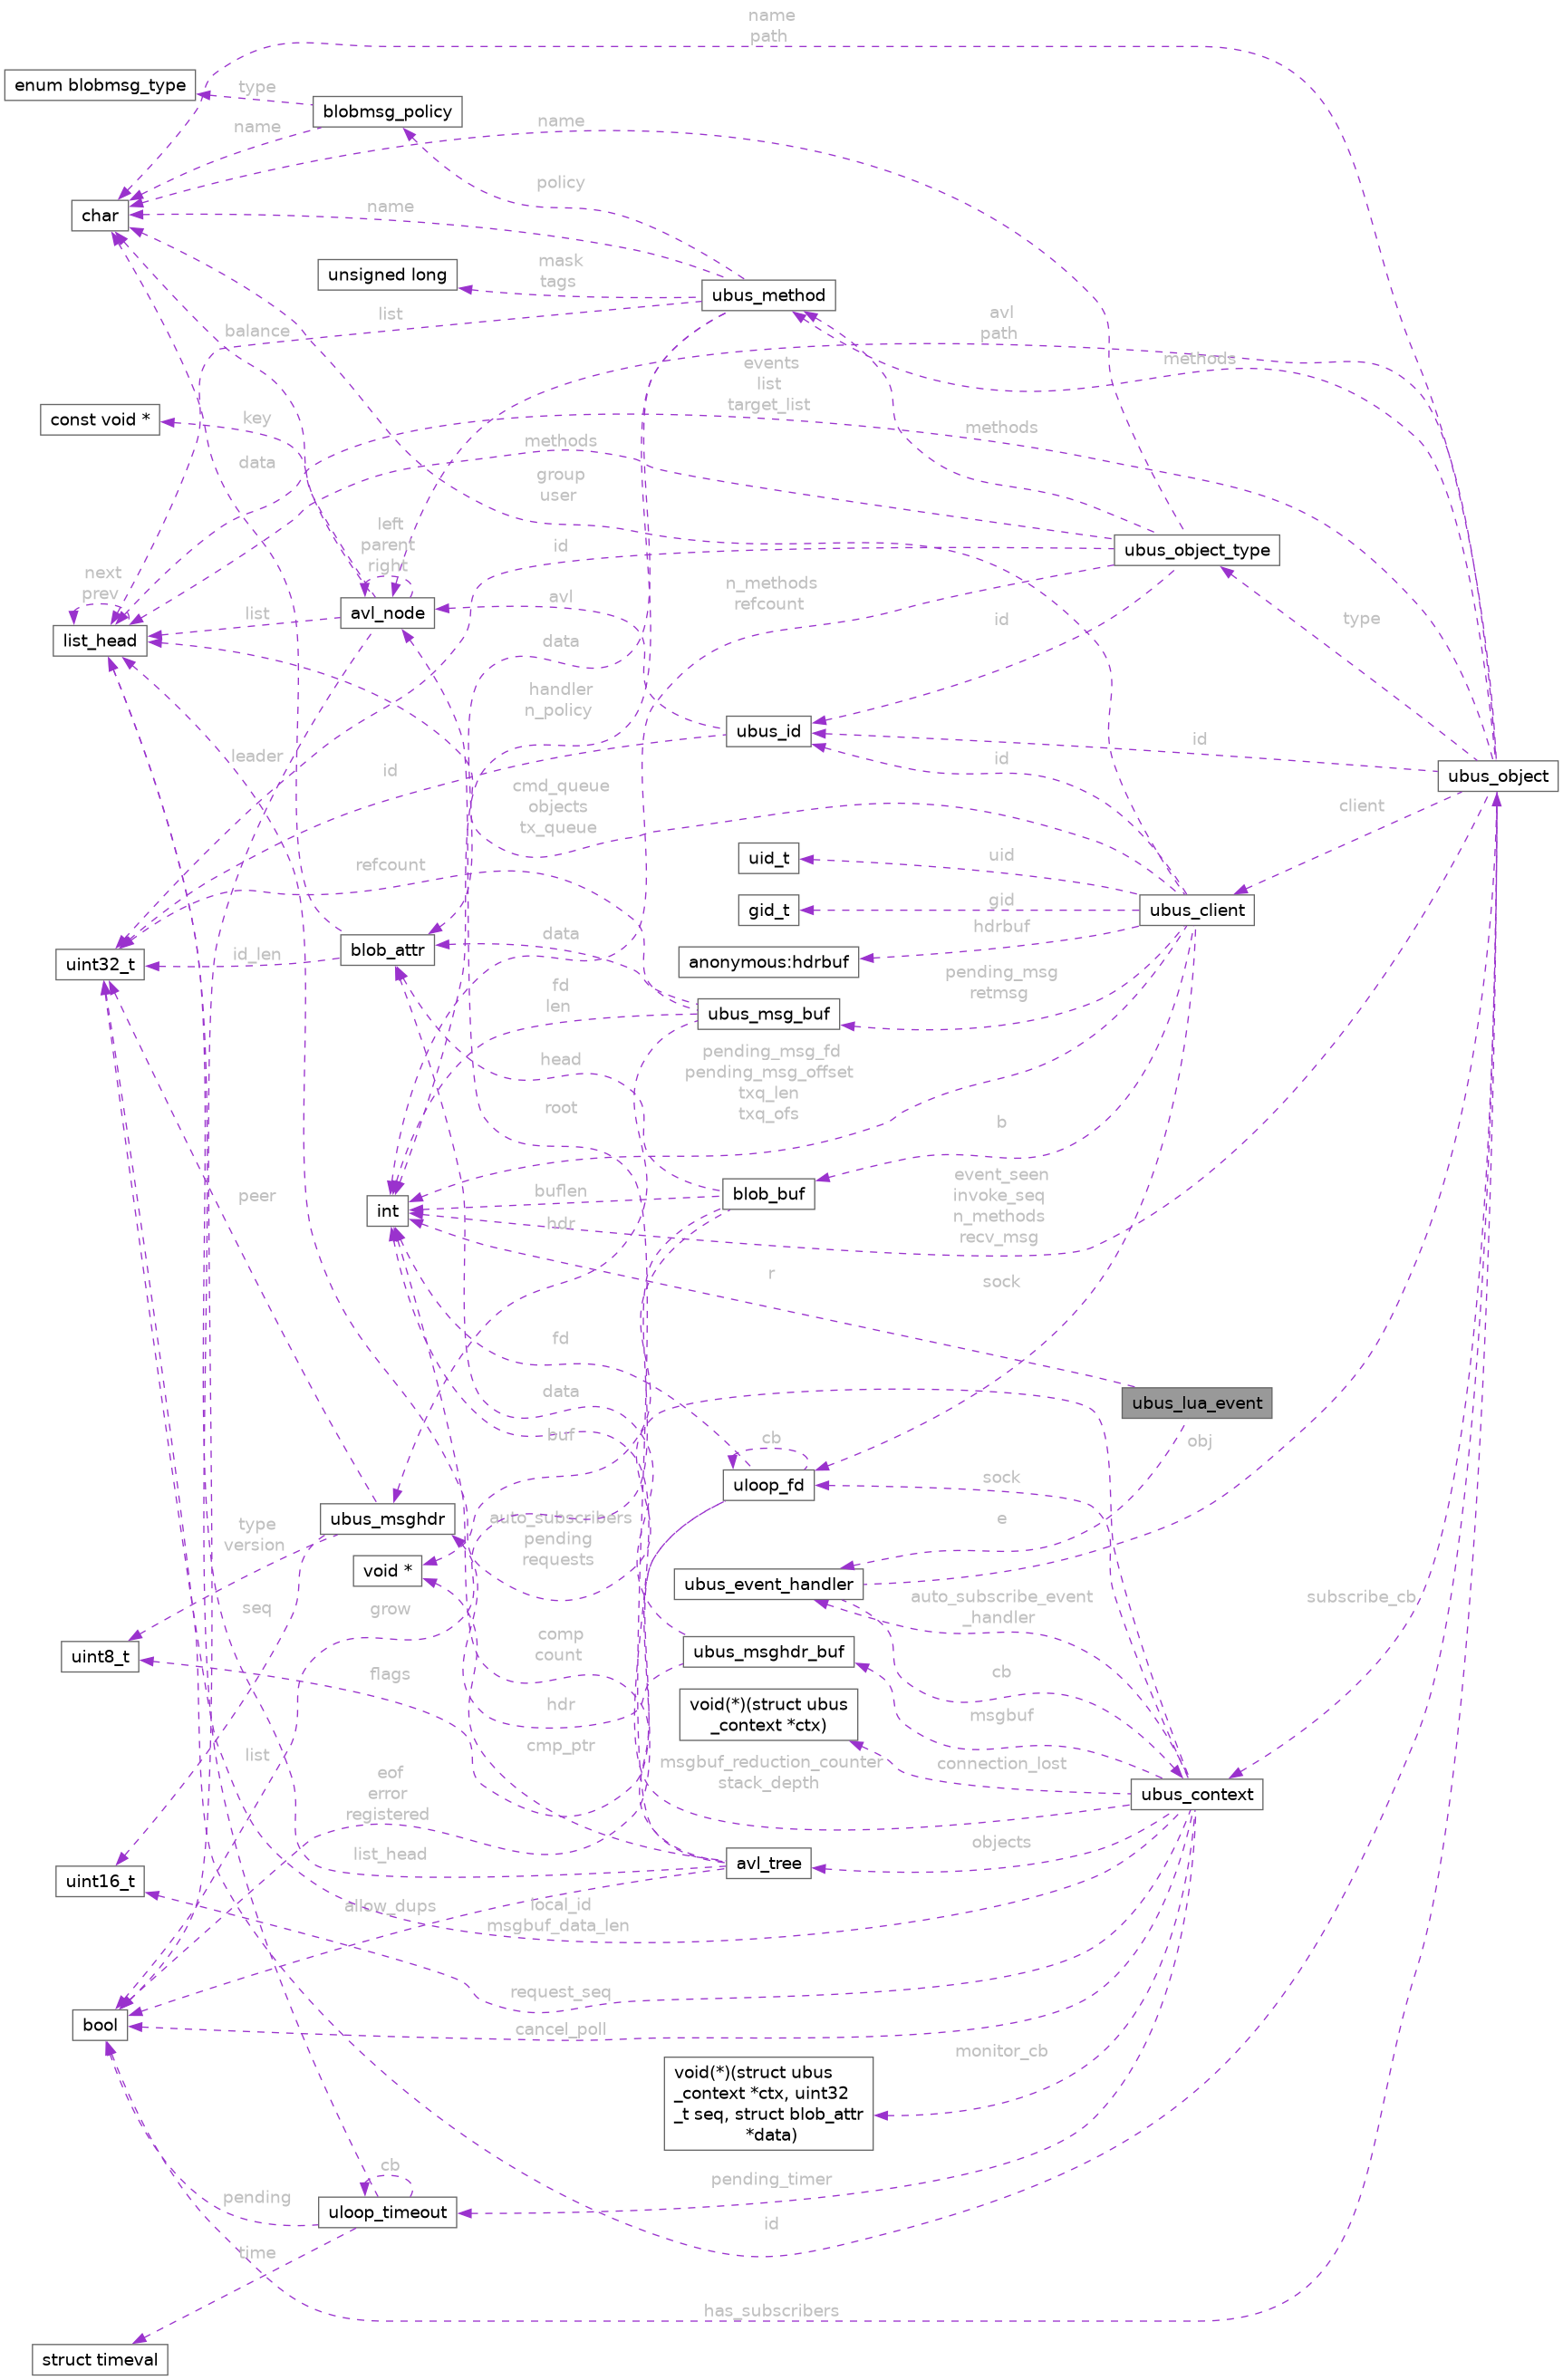 name
path
enum blobmsg_type
type
blobmsg_policy
name
name
policy
char
name
unsigned long
mask
tags
ubus_method
list
balance
avl
path
methods
events
list
target_list
const void *
key
methods
methods
data
group
user
left
parent
right
id
ubus_object_type
next
prev
list_head
list
avl_node
avl
n_methods
refcount
id
type
data
handler
n_policy
ubus_id
id
leader
id
id
ubus_object
cmd_queue
objects
tx_queue
client
uid_t
uid
refcount
gid_t
gid
ubus_client
hdrbuf
uint32_t
id_len
blob_attr
data
anonymous:hdrbuf
pending_msg
retmsg
fd
len
ubus_msg_buf
head
pending_msg_fd
pending_msg_offset
txq_len
txq_ofs
root
b
peer
buflen
blob_buf
event_seen
invoke_seq
n_methods
recv_msg
int
hdr
r
sock
fd
data
buf
cb
ubus_lua_event
obj
uloop_fd
sock
ubus_msghdr
type
version
auto_subscribers
pending
requests
e
void *
ubus_event_handler
seq
grow
auto_subscribe_event
_handler
subscribe_cb
uint8_t
flags
comp
count
ubus_msghdr_buf
cb
hdr
void(*)(struct ubus
_context *ctx)
msgbuf
list
cmp_ptr
eof
error
registered
msgbuf_reduction_counter
stack_depth
connection_lost
ubus_context
objects
list_head
avl_tree
uint16_t
allow_dups
local_id
msgbuf_data_len
request_seq
bool
cancel_poll
monitor_cb
void(*)(struct ubus
_context *ctx, uint32
_t seq, struct blob_attr
*data)
cb
pending_timer
pending
uloop_timeout
id
time
has_subscribers
struct timeval